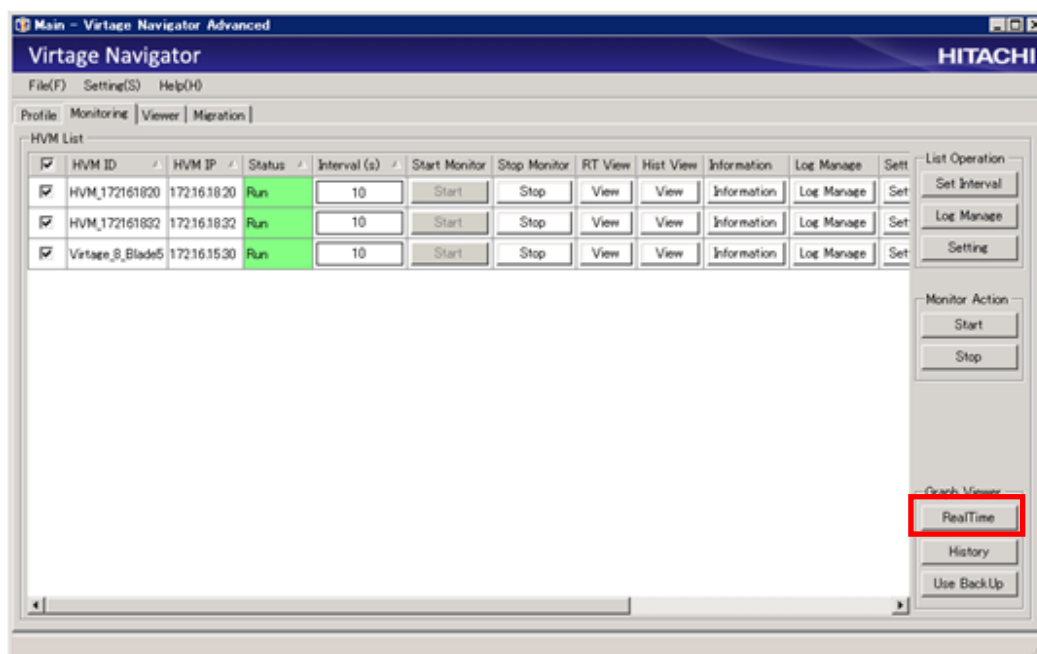 Main - Virtage Navigator Advanced
Virtage Navigator HITACHI
File(F) Setting(S) Help(H)
Profile Monitoring Viewer Migration
HVM List
HVM ID HVM IP Status Interval (s) Start Monitor Stop Monitor RT View Hist View Information Log Manage Sett
HVM_172161820 172.16.18.20 Run 10 Start Stop View View Information Log Manage Set
HVM_172161832 172.16.18.32 Run 10 Start Stop View View Information Log Manage Set
Virtage_8_Blade5 172.16.15.30 Run 10 Start Stop View View Information Log Manage Set
List Operation
Set Interval
Log Manage
Setting
Monitor Action
Start
Stop
Graph Viewer
RealTime
History
Use BackUp